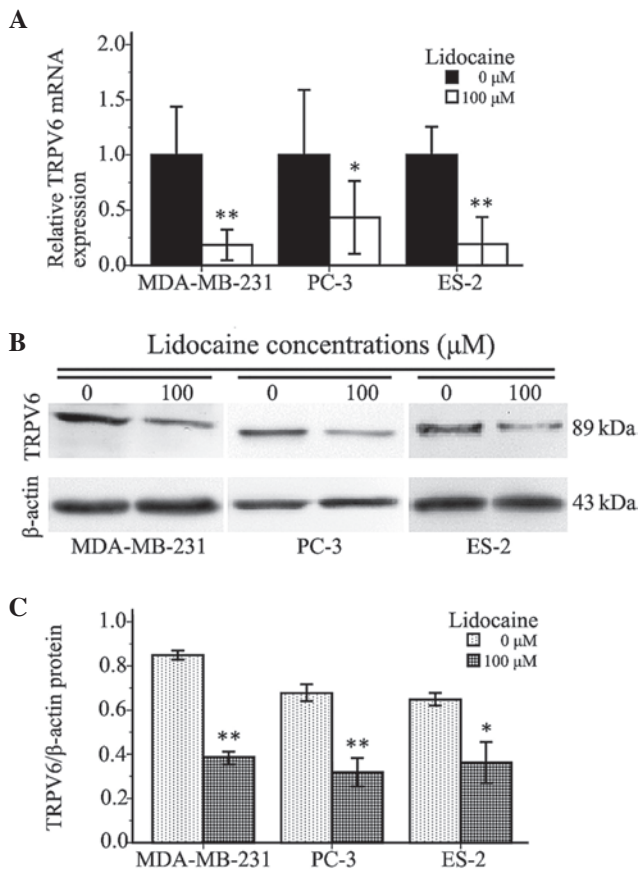 A
Relative TRPV6 mRNA
expression
2.0
1.5
1.0
0.5
0.0
Lidocaine
0 μM
100 μM
**
*
**
MDA-MB-231
PC-3
ES-2
B
Lidocaine concentrations (μM)
0
100
0
100
0
100
TRPV6
89 kDa
β-actin
43 kDa
MDA-MB-231
PC-3
ES-2
C
TRPV6/β-actin protein
1.0
0.8
0.6
0.4
0.2
0.0
Lidocaine
0 μM
100 μM
**
**
*
MDA-MB-231
PC-3
ES-2